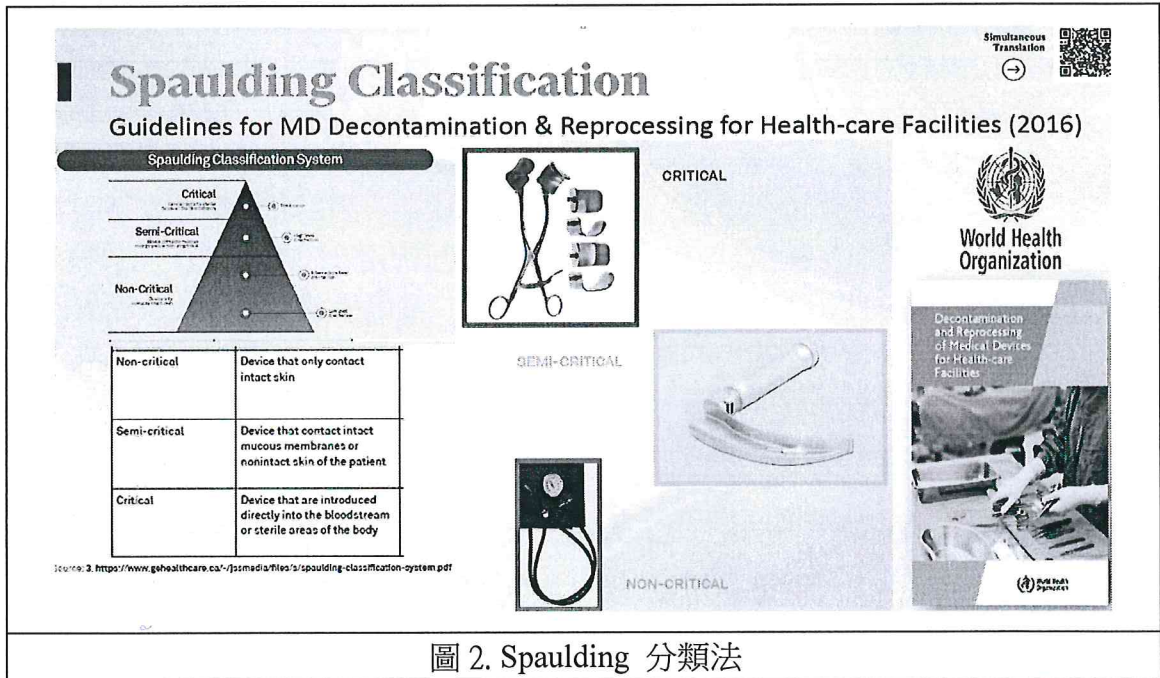 Simultaneous
Translation
Spaulding Classification
Guidelines for MD Decontamination & Reprocessing for Health-care Facilities (2016)
Spaulding Classification System
Critical
Semi-Critical
Non-Critical
Non-critical
Device that only contact
intact skin
Semi-critical
Device that contact intact
mucous membranes or
nonintact skin of the patient
Critical
Device that are introduced
directly into the bloodstream
or sterile areas of the body
CRITICAL
SEMI-CRITICAL
NON-CRITICAL
World Health
Organization
Decontamination
and Reprocessing
of Medical Devices
for Health-care
Facilities
World Health
Organization
Source: 3. https://www.gehealthcare.ca/-/jssmedia/files/s/spaulding-classification-system.pdf
圖 2. Spaulding 分類法